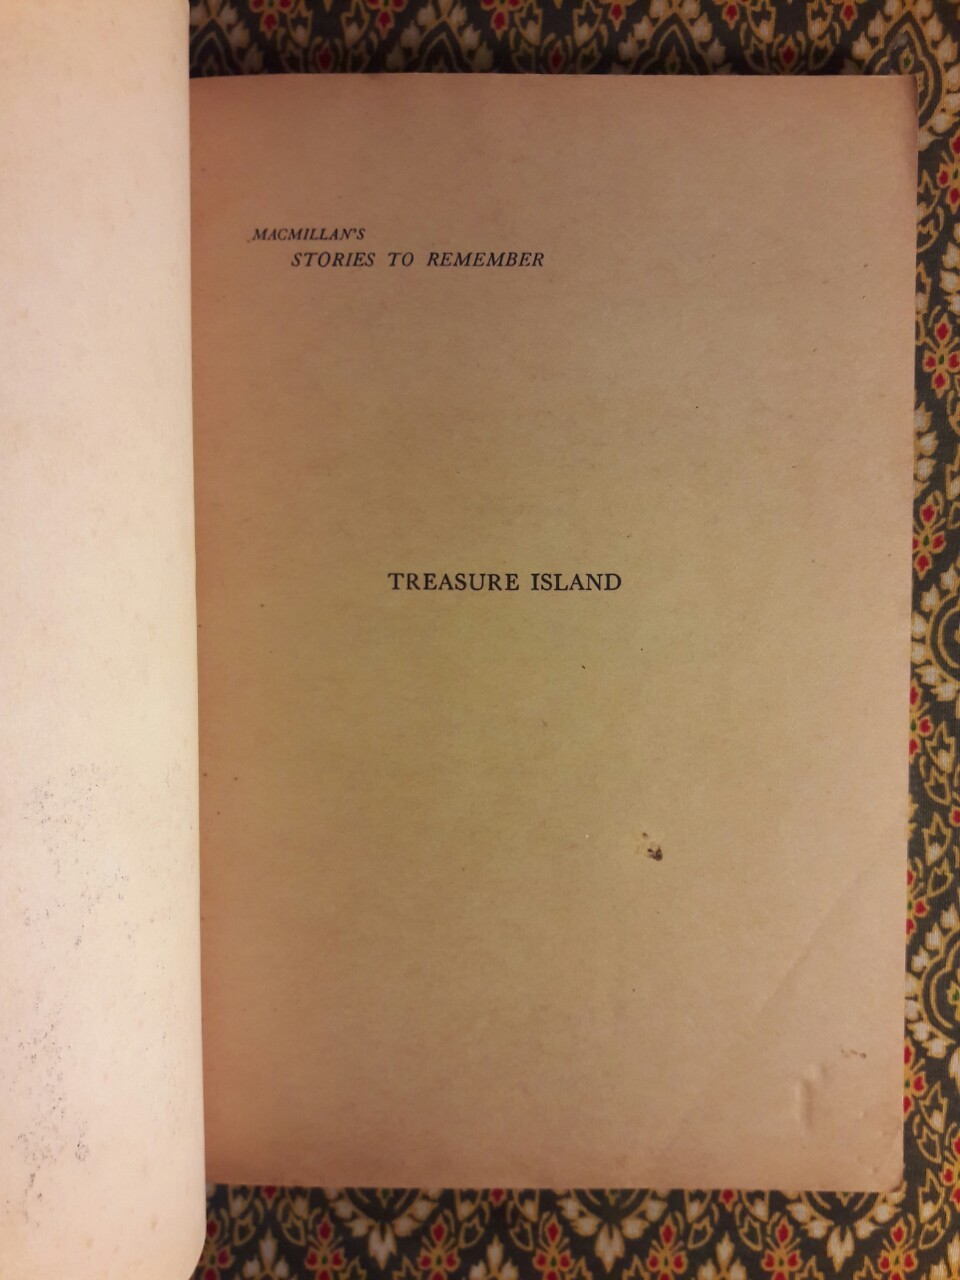 MACMILLAN'S
STORIES TO REMEMBER
TREASURE ISLAND